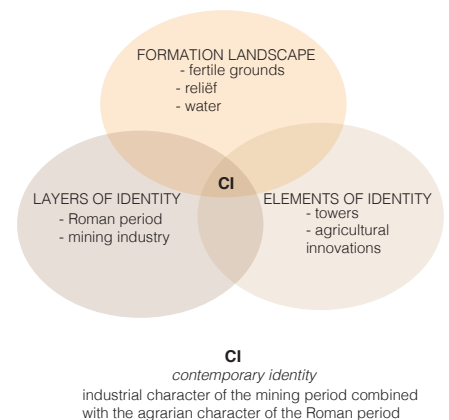 FORMATION LANDSCAPE
- fertile grounds
- reliëf
- water
CI
LAYERS OF IDENTITY
- Roman period
- mining industry
ELEMENTS OF IDENTITY
- towers
- agricultural
innovations
CI
contemporary identity
industrial character of the mining period combined
with the agrarian character of the Roman period